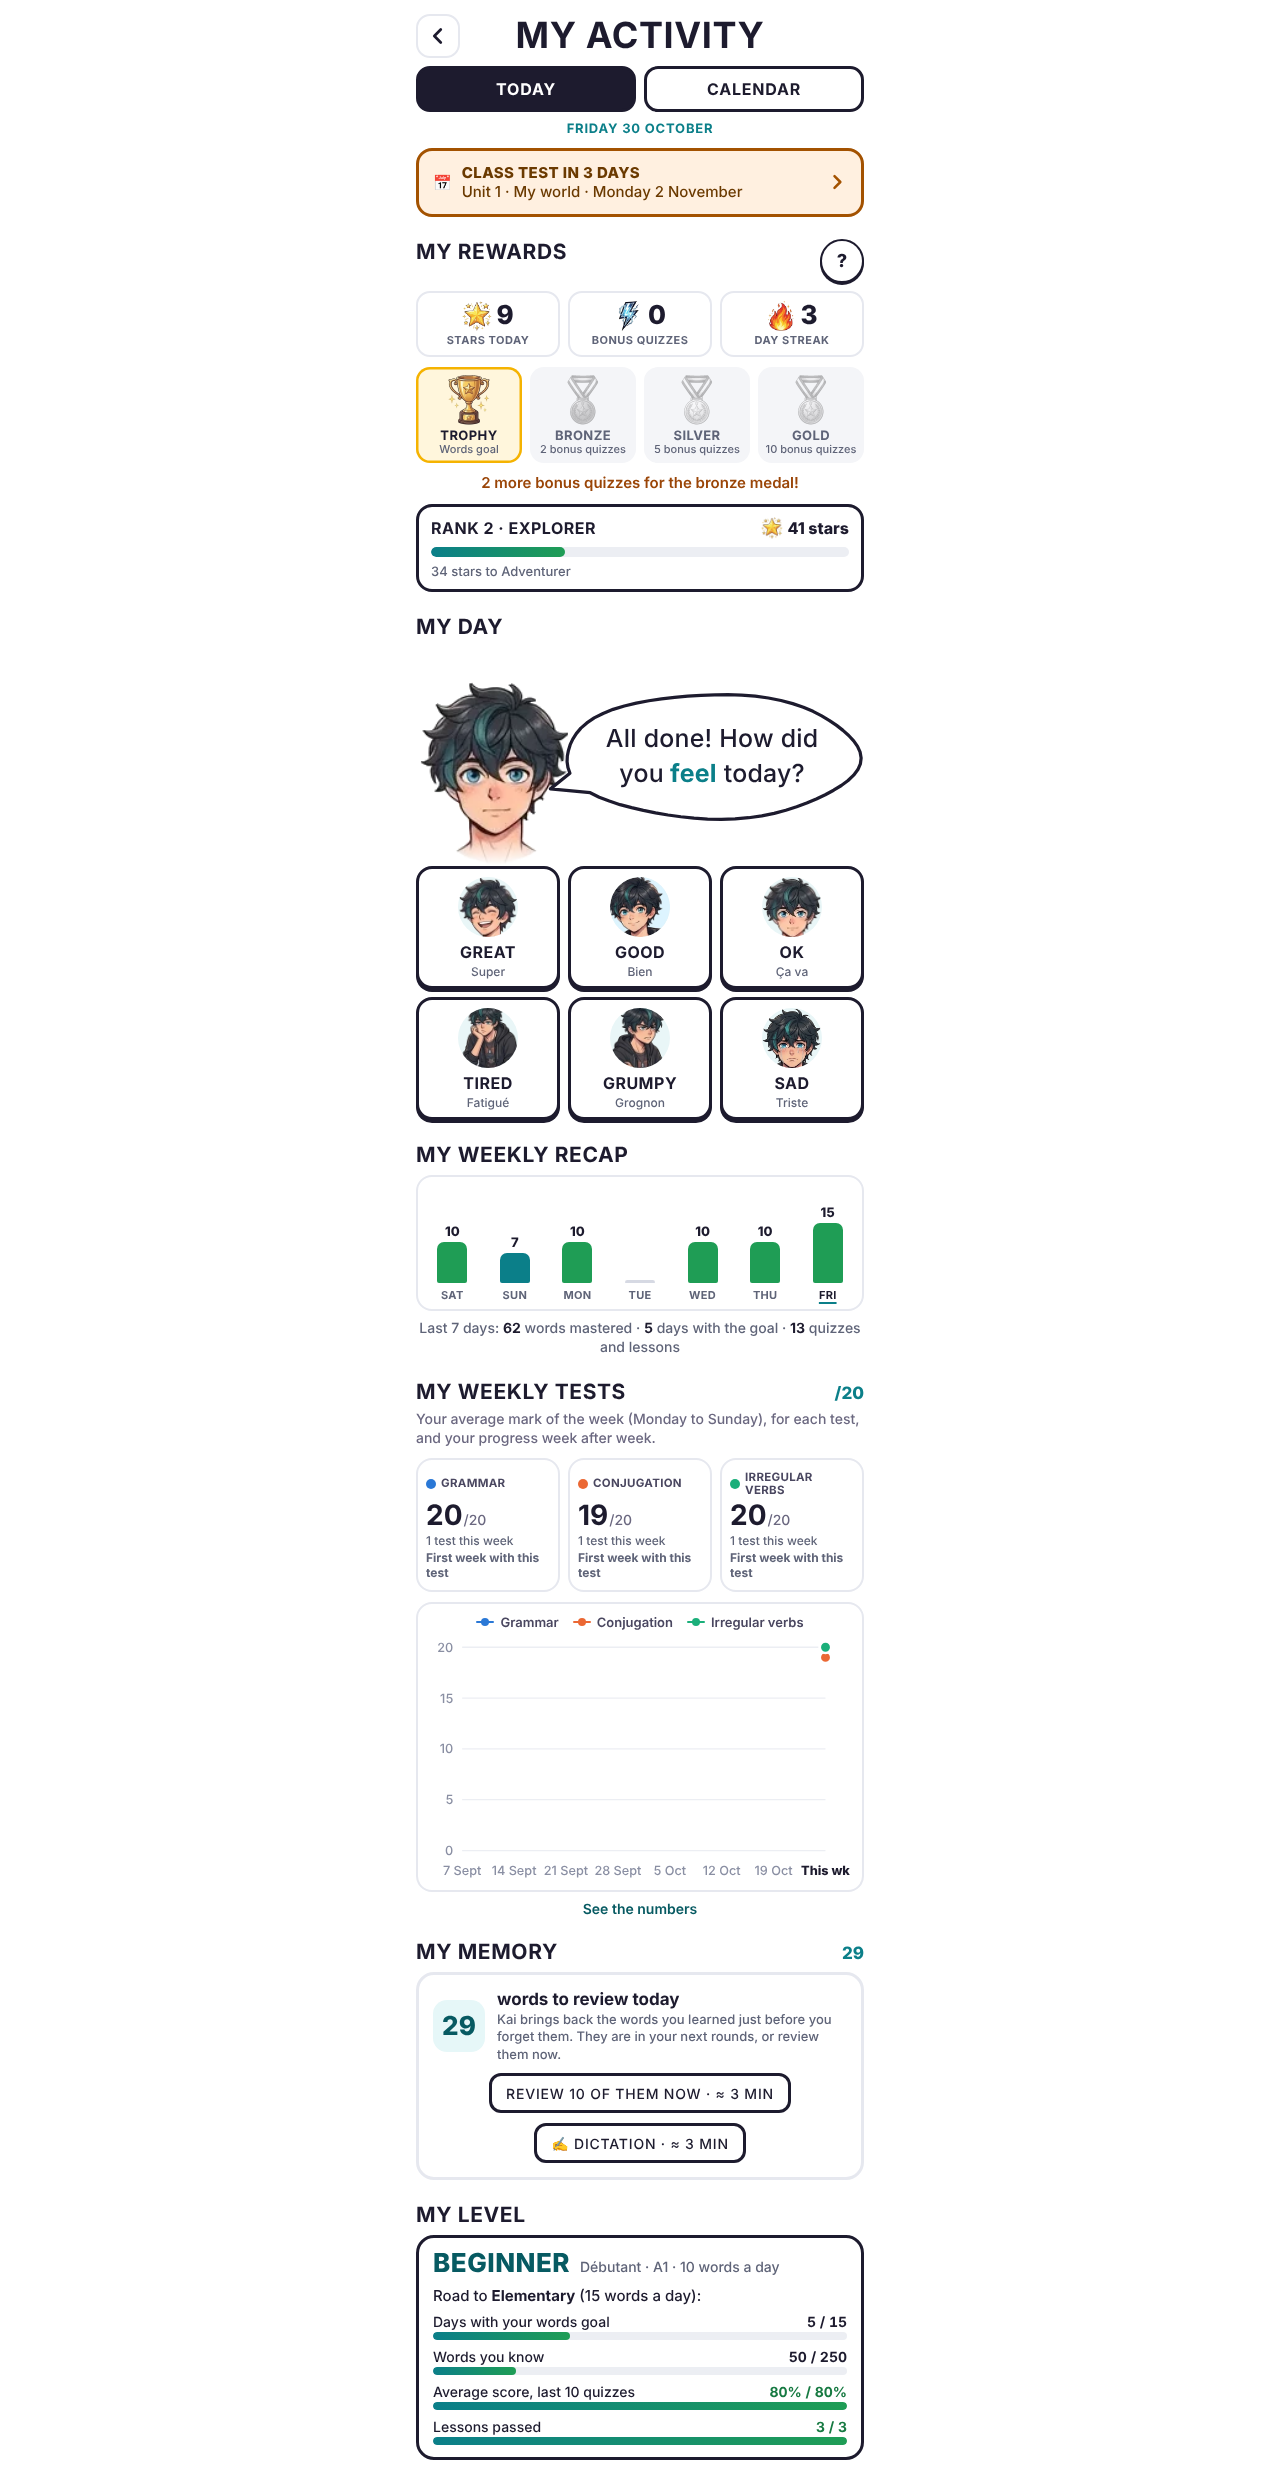 MY ACTIVITY
TODAY
CALENDAR
FRIDAY 30 OCTOBER
CLASS TEST IN 3 DAYS
Unit 1 · My world · Monday 2 November
MY REWARDS
?
9
STARS TODAY
0
BONUS QUIZZES
3
DAY STREAK
TROPHY
Words goal
BRONZE
2 bonus quizzes
SILVER
5 bonus quizzes
GOLD
10 bonus quizzes
2 more bonus quizzes for the bronze medal!
RANK 2 · EXPLORER
41 stars
34 stars to Adventurer
MY DAY
All done! How did
you feel today?
GREAT
Super
GOOD
Bien
OK
Ça va
TIRED
Fatigué
GRUMPY
Grognon
SAD
Triste
MY WEEKLY RECAP
10
7
10
10
10
15
SAT
SUN
MON
TUE
WED
THU
FRI
Last 7 days: 62 words mastered · 5 days with the goal · 13 quizzes
and lessons
MY WEEKLY TESTS
/20
Your average mark of the week (Monday to Sunday), for each test,
and your progress week after week.
GRAMMAR
20/20
1 test this week
First week with this
test
CONJUGATION
19/20
1 test this week
First week with this
test
IRREGULAR
VERBS
20/20
1 test this week
First week with this
test
Grammar
Conjugation
Irregular verbs
20
15
10
5
0
7 Sept
14 Sept
21 Sept
28 Sept
5 Oct
12 Oct
19 Oct
This wk
See the numbers
MY MEMORY
29
29
words to review today
Kai brings back the words you learned just before you
forget them. They are in your next rounds, or review
them now.
REVIEW 10 OF THEM NOW · ≈ 3 MIN
✍️ DICTATION · ≈ 3 MIN
MY LEVEL
BEGINNER Débutant · A1 · 10 words a day
Road to Elementary (15 words a day):
Days with your words goal
5 / 15
Words you know
50 / 250
Average score, last 10 quizzes
80% / 80%
Lessons passed
3 / 3